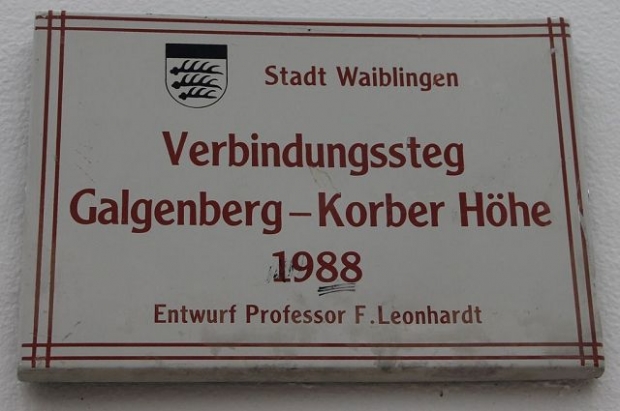 Stadt Waiblingen
Verbindungssteg
Galgenberg – Korber Höhe
1988
Entwurf Professor F. Leonhardt